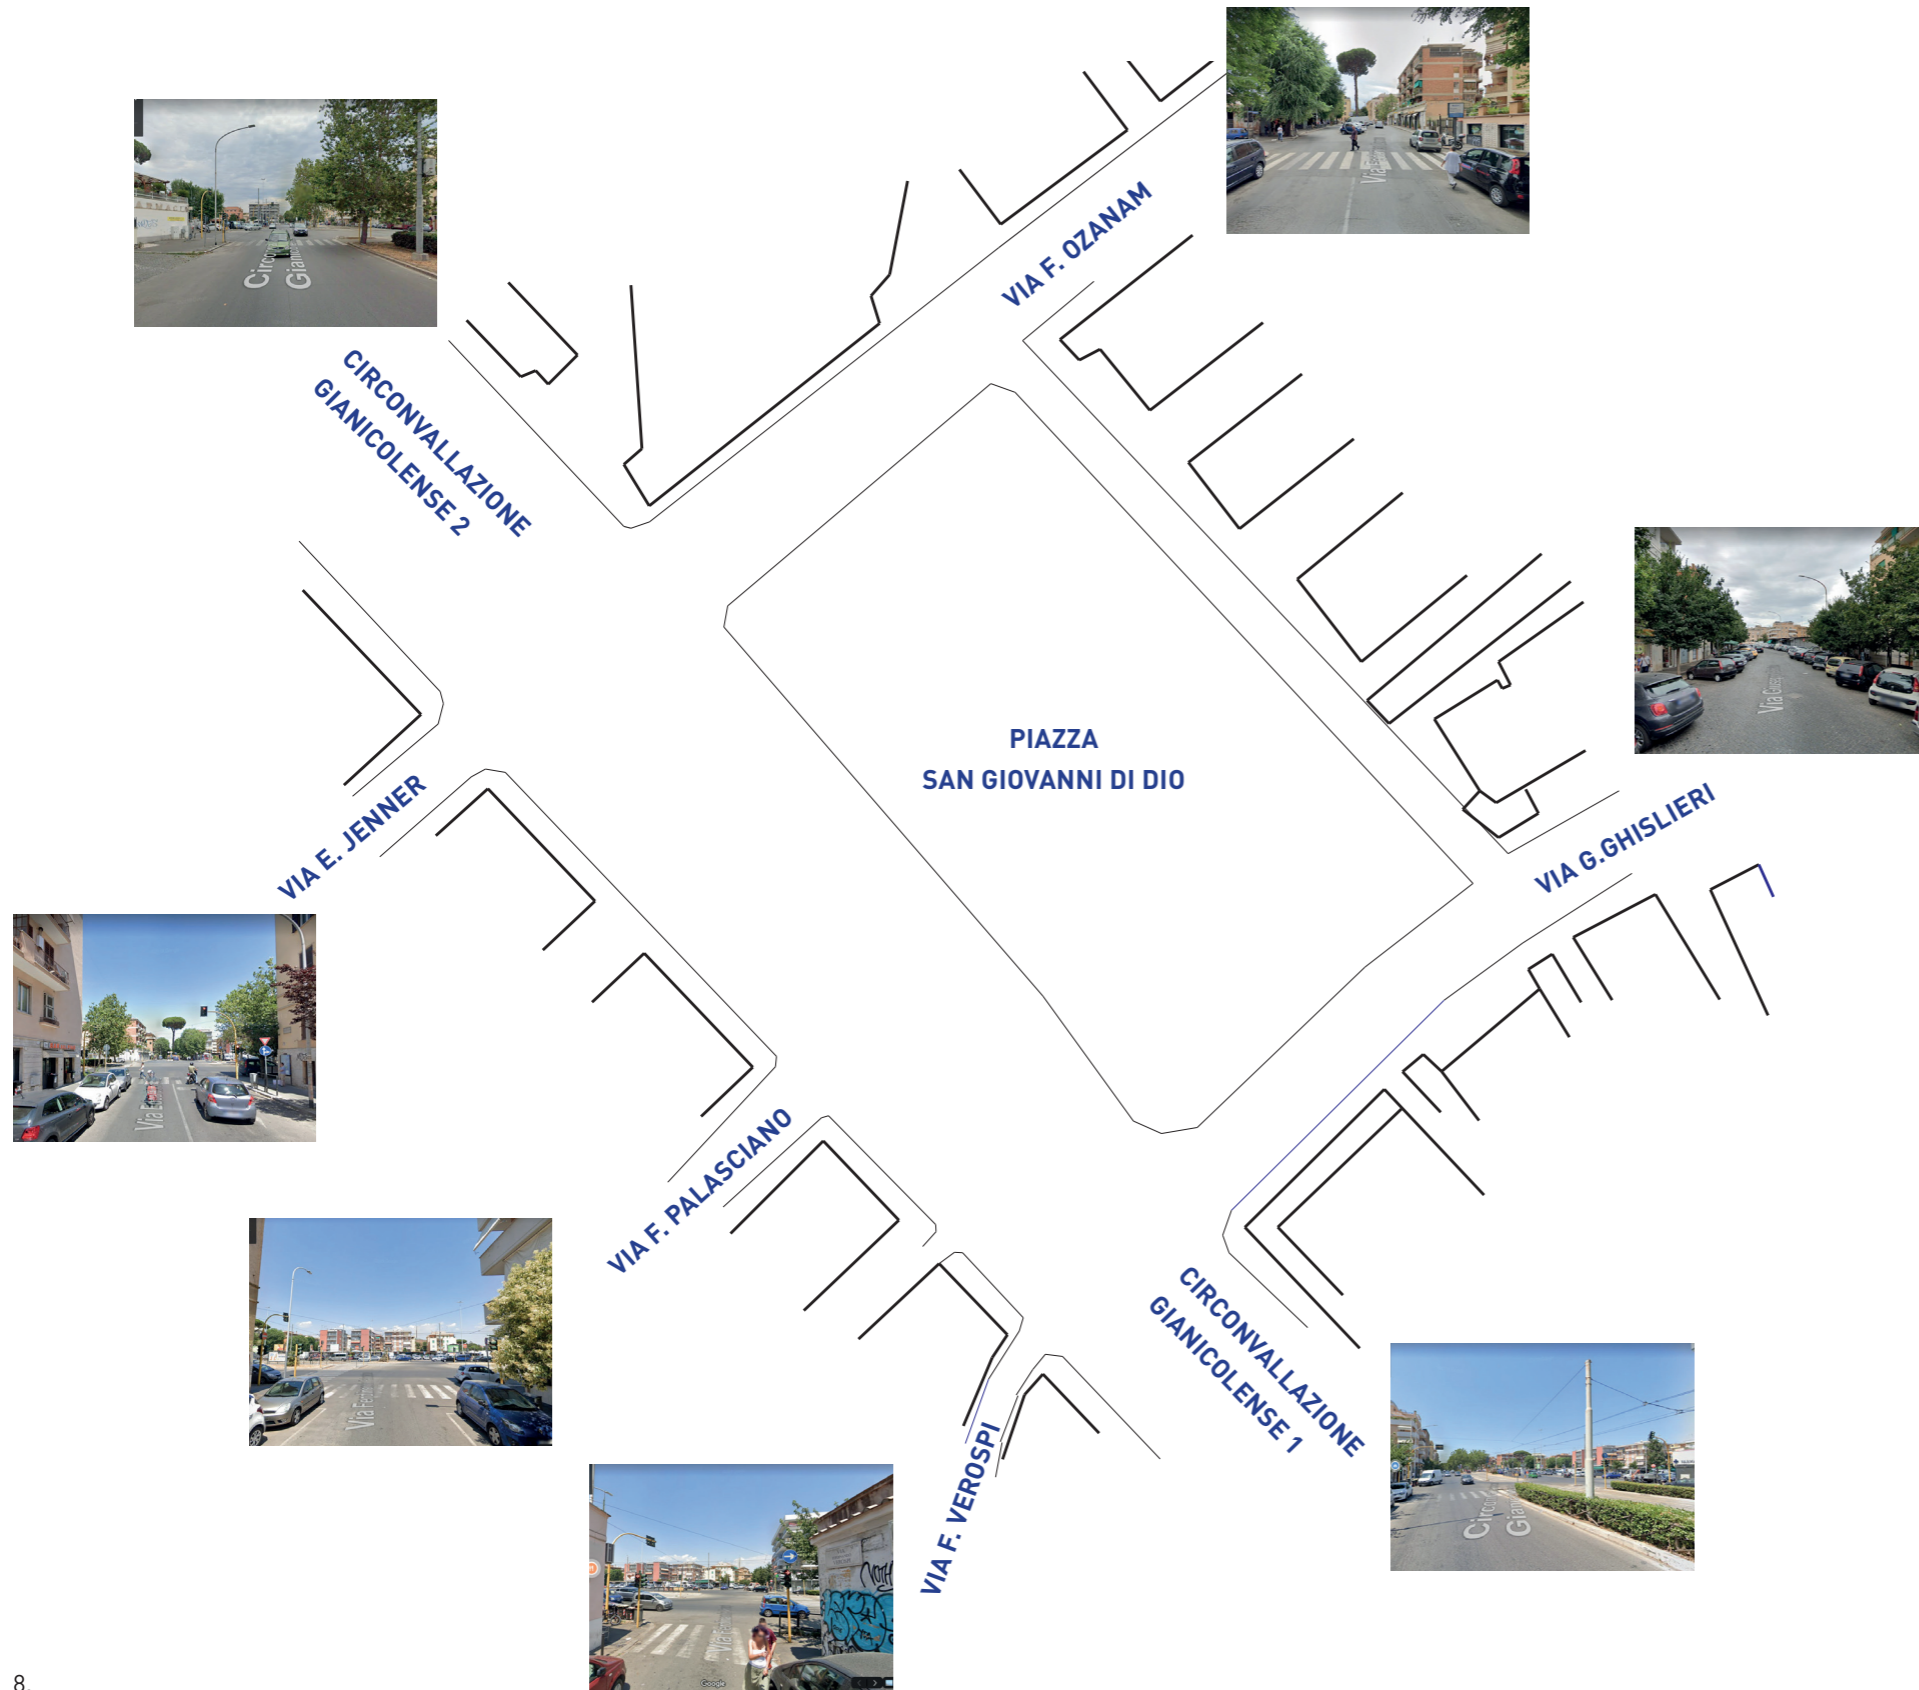 VIA F. OZANAM
CIRCONVALLAZIONE
GIANICOLENSE 2
PIAZZA
SAN GIOVANNI DI DIO
VIA E. JENNER
VIA G.GHISLIERI
VIA F. PALASCIANO
CIRCONVALLAZIONE
GIANICOLENSE 1
VIA F. VEROSPI
Google
8.